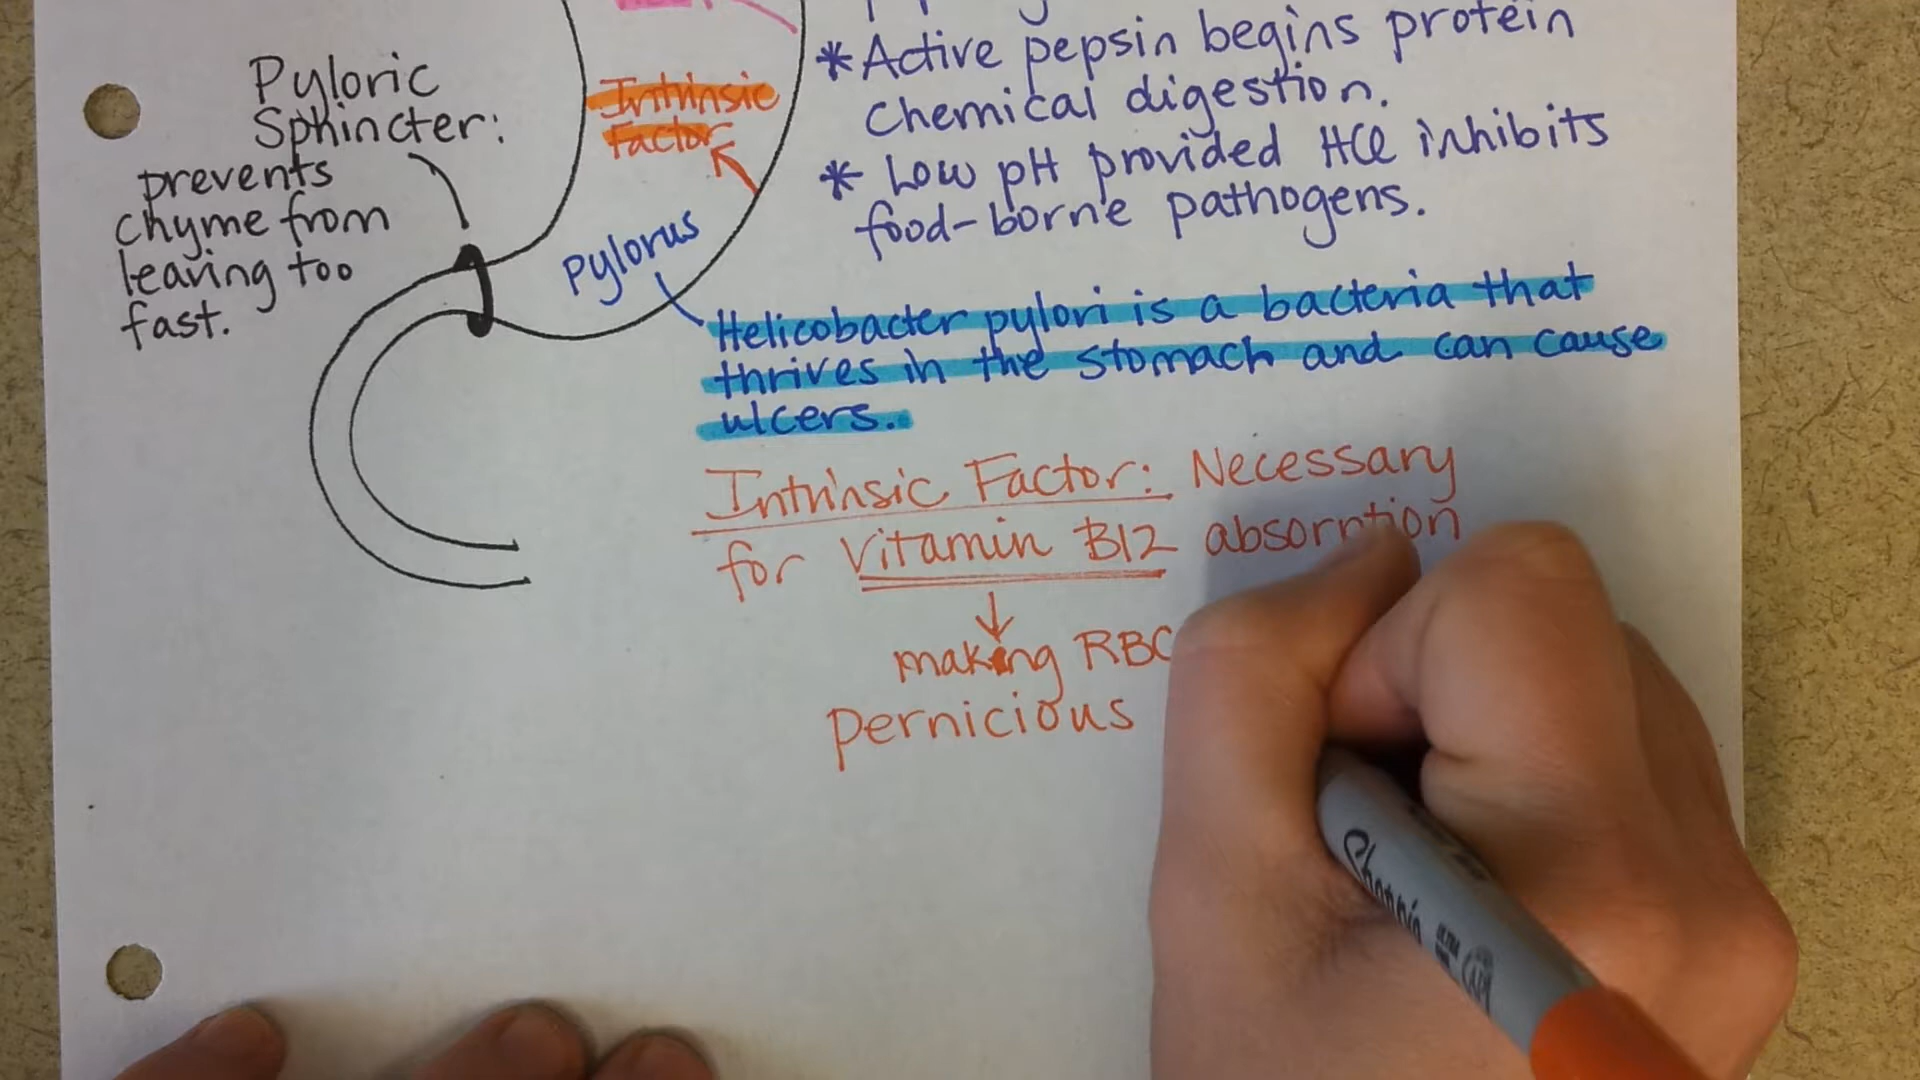 Pyloric
Sphincter:
prevents
chyme from
leaving too
fast.
Intrinsic
Factor
Pylorus
*Active pepsin begins protein
chemical digestion.
* Low pH provided HCl inhibits
food-borne pathogens.
Helicobacter pylori is a bacteria that
thrives in the stomach and can cause
ulcers.
Intrinsic Factor: Necessary
for Vitamin B12 absorption
making RBC
Pernicious
Sharpie